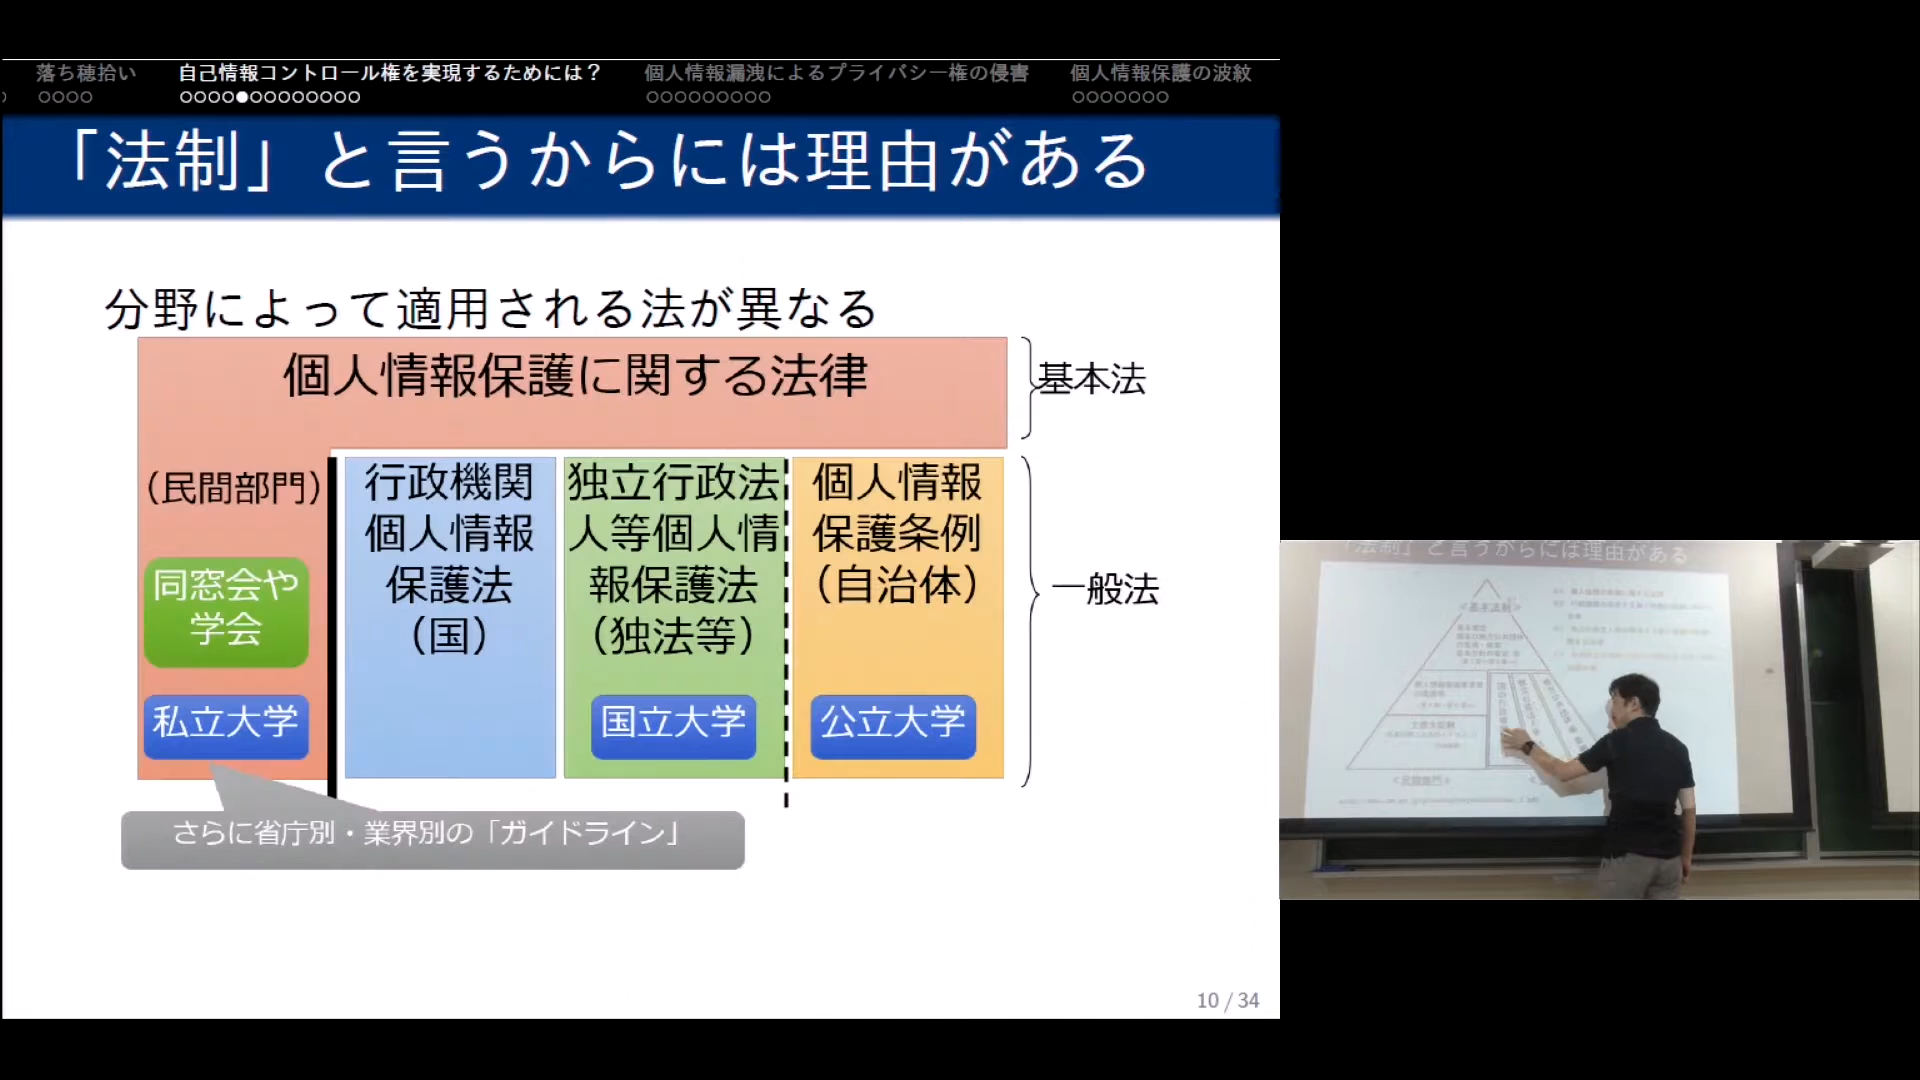 落ち穂拾い
自己情報コントロール権を実現するためには？
個人情報漏洩によるプライバシー権の侵害
個人情報保護の波紋
「法制」と言うからには理由がある
分野によって適用される法が異なる
個人情報保護に関する法律
基本法
（民間部門）
同窓会や
学会
私立大学
行政機関
個人情報
保護法
（国）
独立行政法
人等個人情
報保護法
（独法等）
国立大学
個人情報
保護条例
（自治体）
公立大学
一般法
さらに省庁別・業界別の「ガイドライン」
10 / 34
「法制」と言うからには理由がある